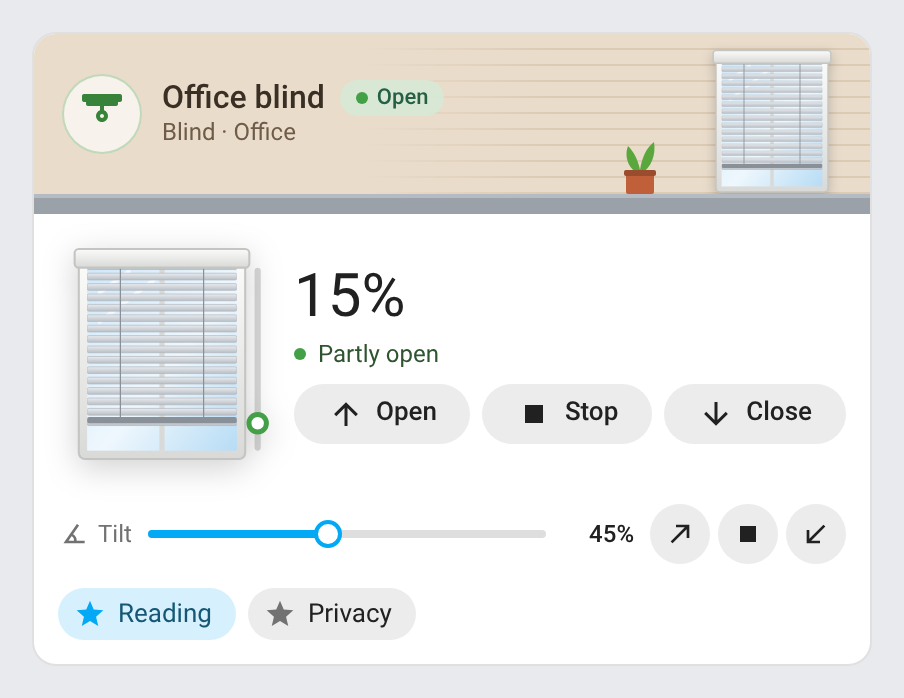 Office blind
Open
Blind · Office
15%
Partly open
Open Stop Close
Tilt 45%
Reading Privacy